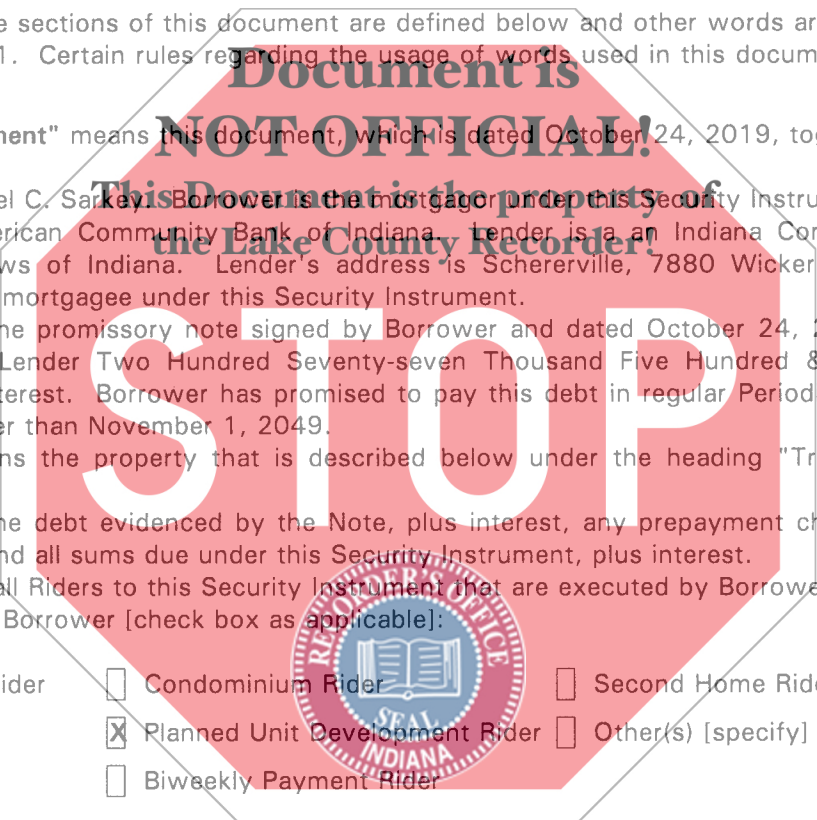 e sections of this document are defined below and other words ar
1. Certain rules regarding the usage of words used in this docum
Document is
NOT OFFICIAL!
This Document is the property of
the Lake County Recorder!
ment" means this document, which is dated October 24, 2019, tog
el C. Sarkey. Borrower is the mortgagor under this Security Instru
erican Community Bank of Indiana. Lender is a an Indiana Cor
ws of Indiana. Lender's address is Schererville, 7880 Wicker
mortgagee under this Security Instrument.
he promissory note signed by Borrower and dated October 24, 2
Lender Two Hundred Seventy-seven Thousand Five Hundred &
terest. Borrower has promised to pay this debt in regular Period
er than November 1, 2049.
ns the property that is described below under the heading "Tr
STOP
he debt evidenced by the Note, plus interest, any prepayment ch
nd all sums due under this Security Instrument, plus interest.
all Riders to this Security Instrument that are executed by Borrowe
Borrower [check box as applicable]:
ider Condominium Rider Second Home Ride
X Planned Unit Development Rider Other(s) [specify]
Biweekly Payment Rider
RECORDER'S OFFICE
SEAL
INDIANA